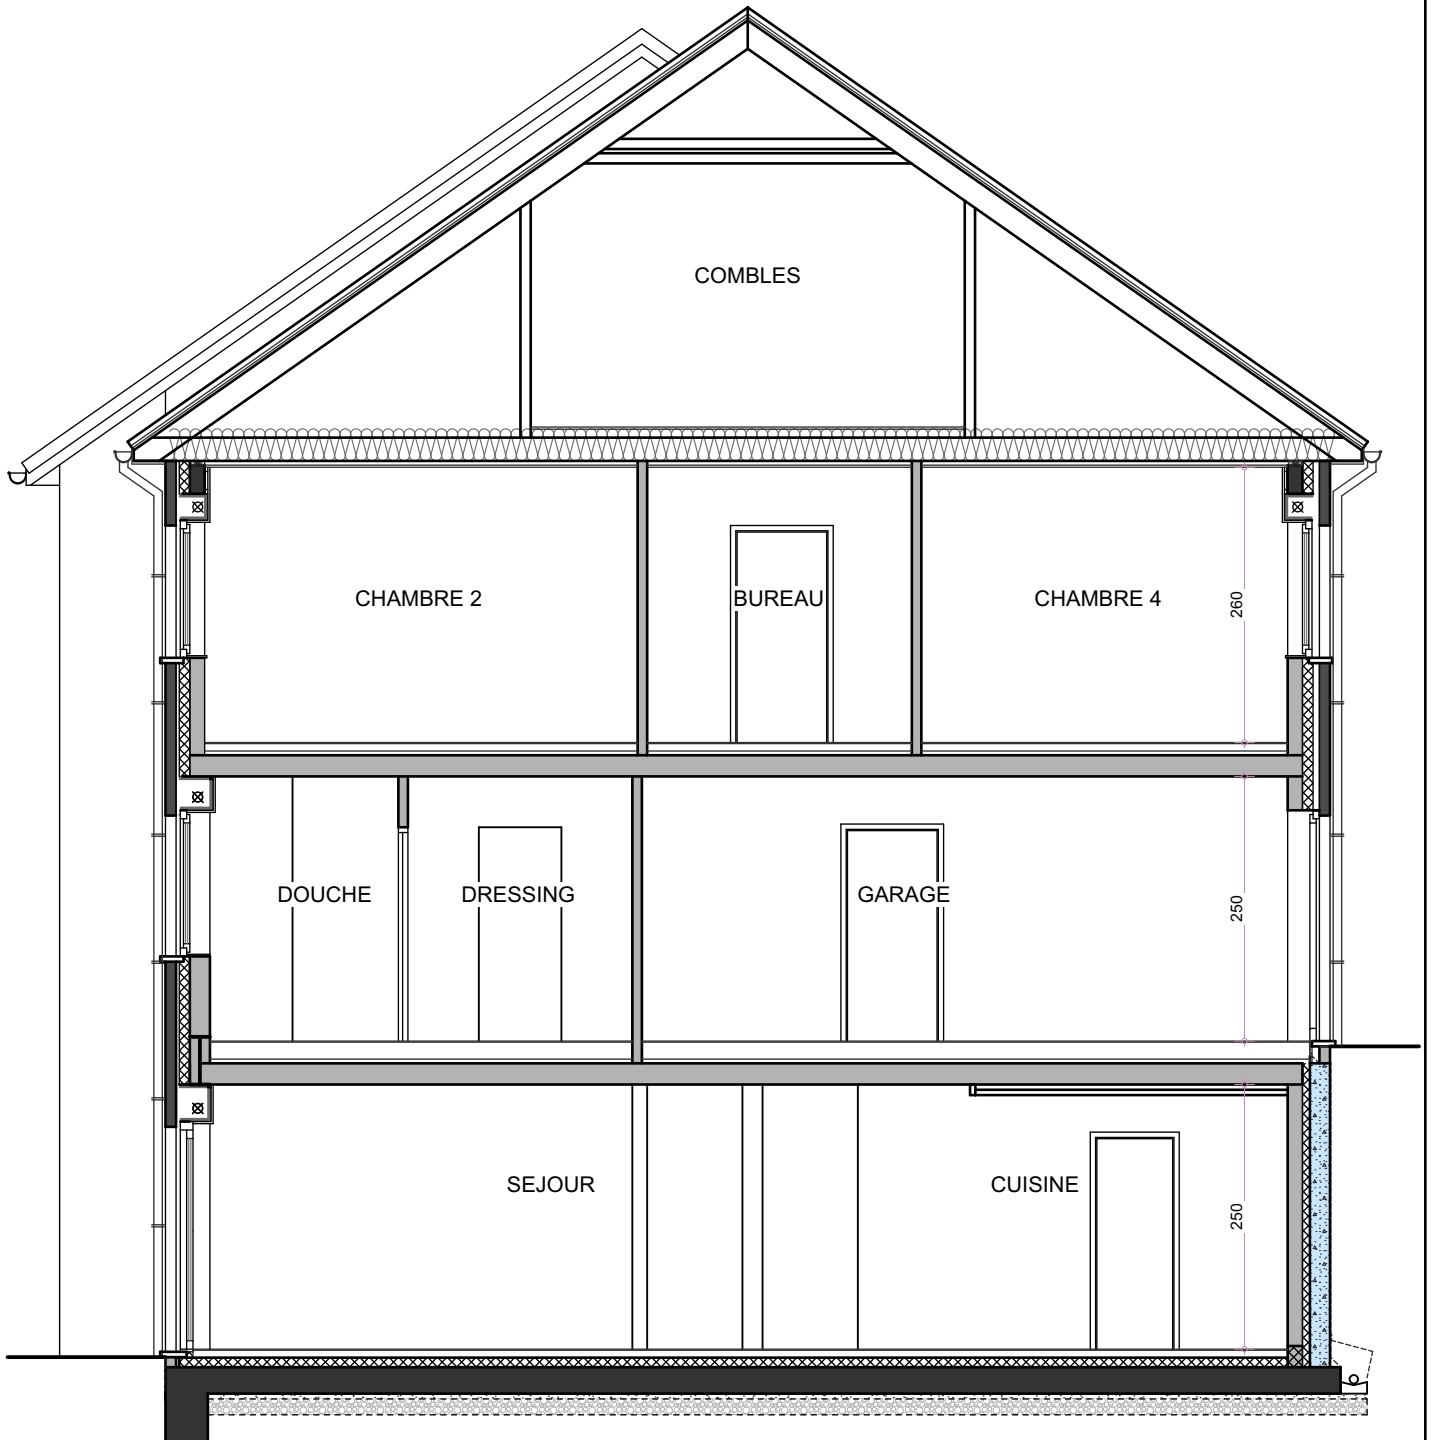 COMBLES
CHAMBRE 2
BUREAU
CHAMBRE 4
260
DOUCHE
DRESSING
GARAGE
250
SEJOUR
CUISINE
250